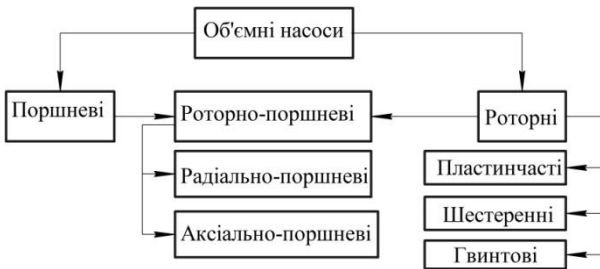 Об'ємні насоси
Поршневі
Роторно-поршневі
Роторні
Радіально-поршневі
Пластинчасті
Аксіально-поршневі
Шестеренні
Гвинтові